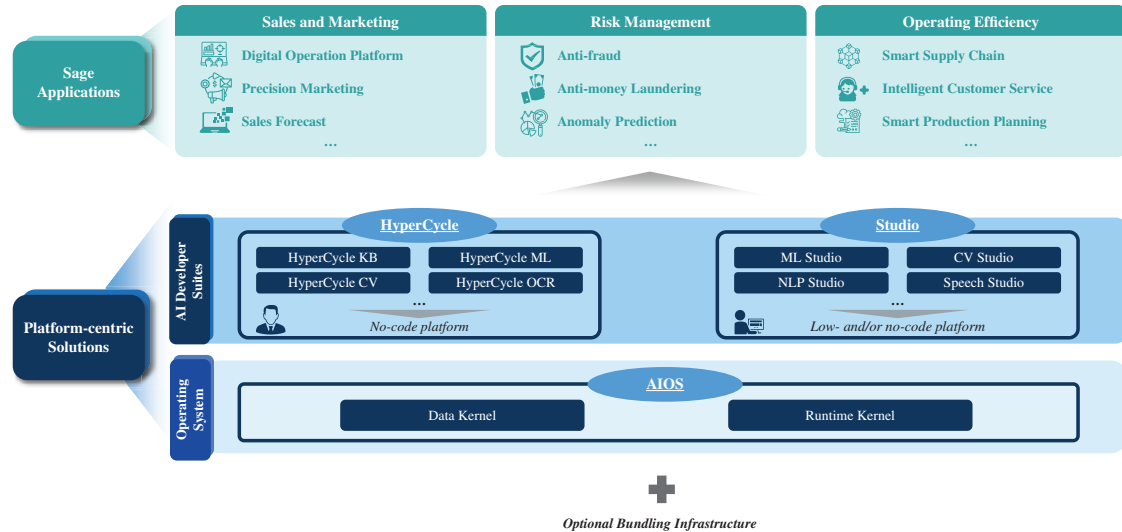 Sales and Marketing
Risk Management
Operating Efficiency
Sage
Applications
Digital Operation Platform
Precision Marketing
Sales Forecast
...
Anti-fraud
Anti-money Laundering
Anomaly Prediction
...
Smart Supply Chain
Intelligent Customer Service
Smart Production Planning
...
Platform-centric
Solutions
AI Developer
Suites
HyperCycle
HyperCycle KB
HyperCycle ML
HyperCycle CV
HyperCycle OCR
...
No-code platform
Studio
ML Studio
CV Studio
NLP Studio
Speech Studio
...
Low- and/or no-code platform
Operating
System
AIOS
Data Kernel
Runtime Kernel
Optional Bundling Infrastructure